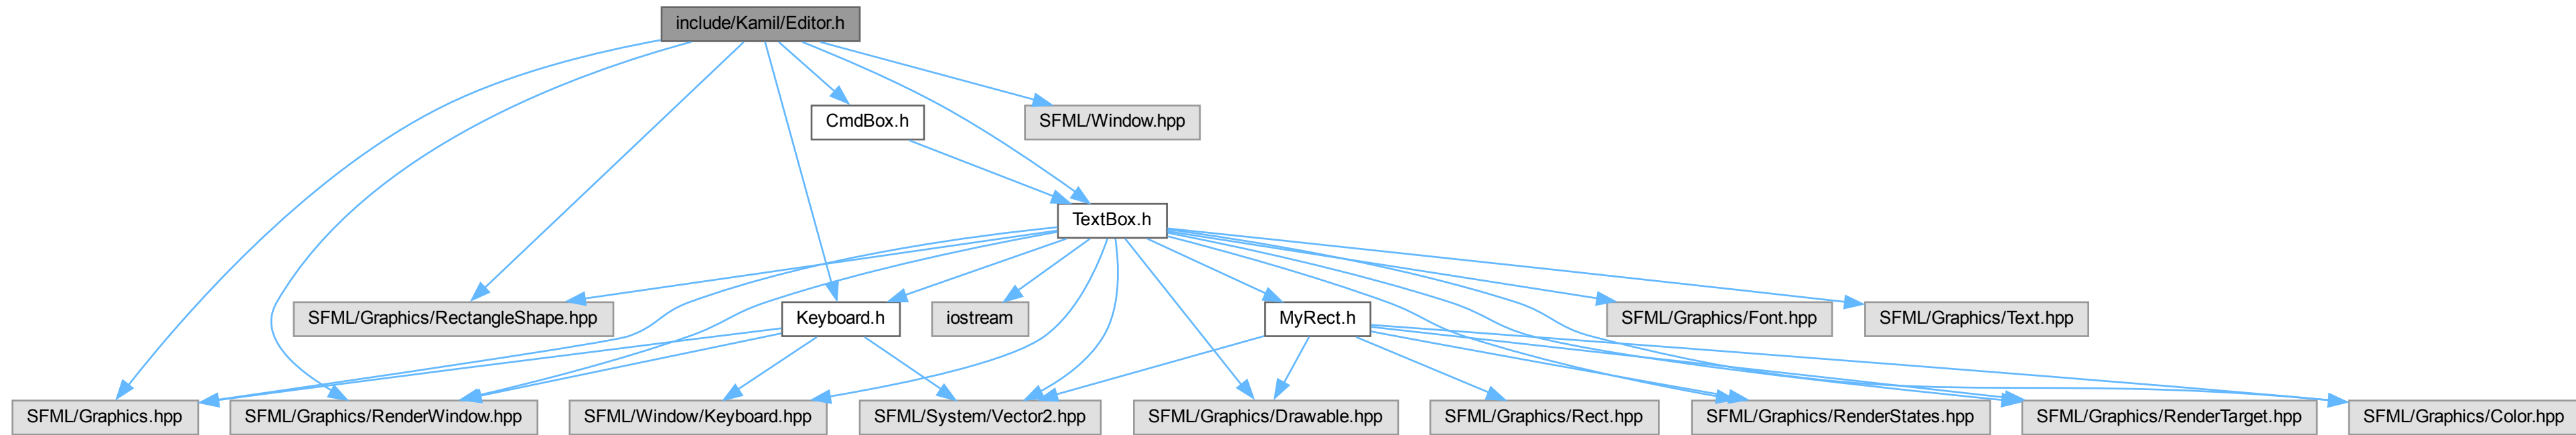 include/Kamil/Editor.h
CmdBox.h
SFML/Window.hpp
TextBox.h
SFML/Graphics/RectangleShape.hpp
Keyboard.h
iostream
MyRect.h
SFML/Graphics/Font.hpp
SFML/Graphics/Text.hpp
SFML/Graphics.hpp
SFML/Graphics/RenderWindow.hpp
SFML/Window/Keyboard.hpp
SFML/System/Vector2.hpp
SFML/Graphics/Drawable.hpp
SFML/Graphics/Rect.hpp
SFML/Graphics/RenderStates.hpp
SFML/Graphics/RenderTarget.hpp
SFML/Graphics/Color.hpp